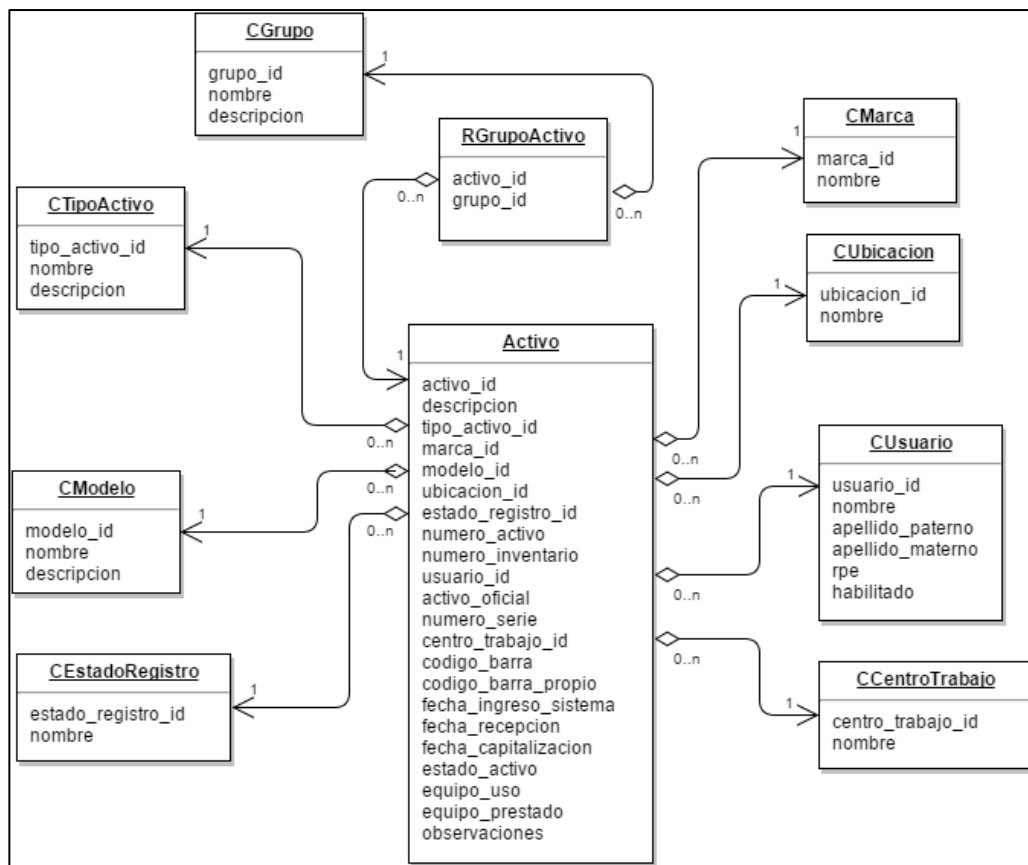 CGrupo
grupo_id
nombre
descripcion
1
RGrupoActivo
activo_id
grupo_id
0..n
0..n
CMarca
marca_id
nombre
1
CTipoActivo
tipo_activo_id
nombre
descripcion
1
CUbicacion
ubicacion_id
nombre
1
Activo
activo_id
descripcion
tipo_activo_id
marca_id
modelo_id
ubicacion_id
estado_registro_id
numero_activo
numero_inventario
usuario_id
activo_oficial
numero_serie
centro_trabajo_id
codigo_barra
codigo_barra_propio
fecha_ingreso_sistema
fecha_recepcion
fecha_capitalizacion
estado_activo
equipo_uso
equipo_prestado
observaciones
1
0..n
0..n
0..n
0..n
0..n
0..n
0..n
CModelo
modelo_id
nombre
descripcion
1
CUsuario
usuario_id
nombre
apellido_paterno
apellido_materno
rpe
habilitado
1
CEstadoRegistro
estado_registro_id
nombre
1
CCentroTrabajo
centro_trabajo_id
nombre
1